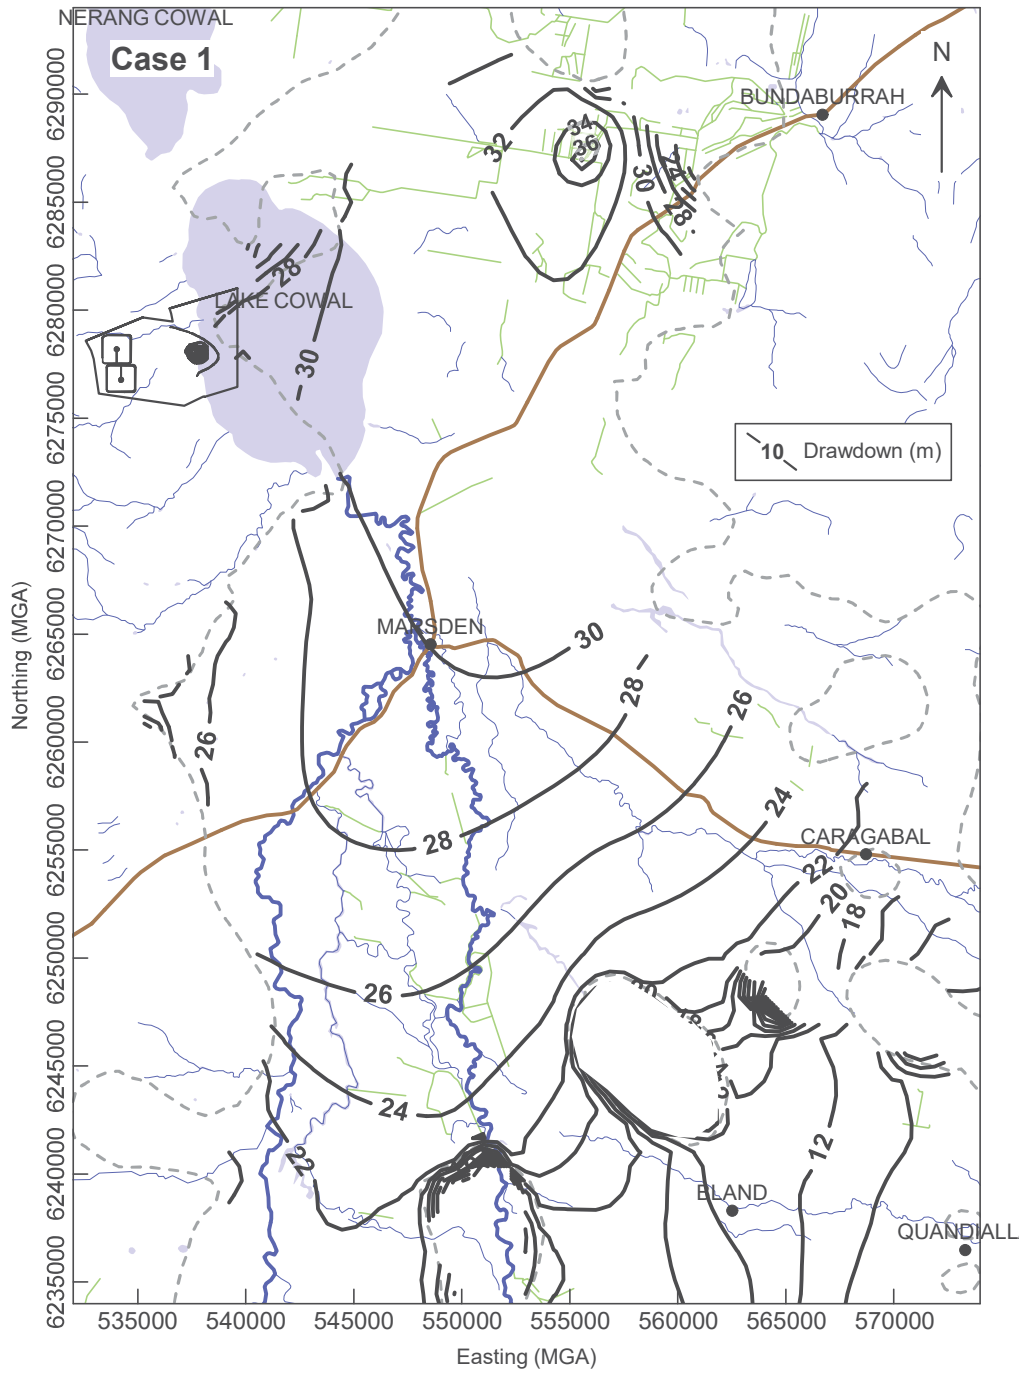 NERANG COWAL
Case 1
N
BUNDABURRAH
34
36
32
30
24
28
28
LAKE COWAL
30
10 Drawdown (m)
MARSDEN
30
28
26
26
24
28
CARAGABAL
22
20
18
26
24
22
12
BLAND
QUANDIALL
6290000
6285000
6280000
6275000
6270000
6265000
6260000
6255000
6250000
6245000
6240000
6235000
Northing (MGA)
535000 540000 545000 550000 555000 560000 565000 570000
Easting (MGA)